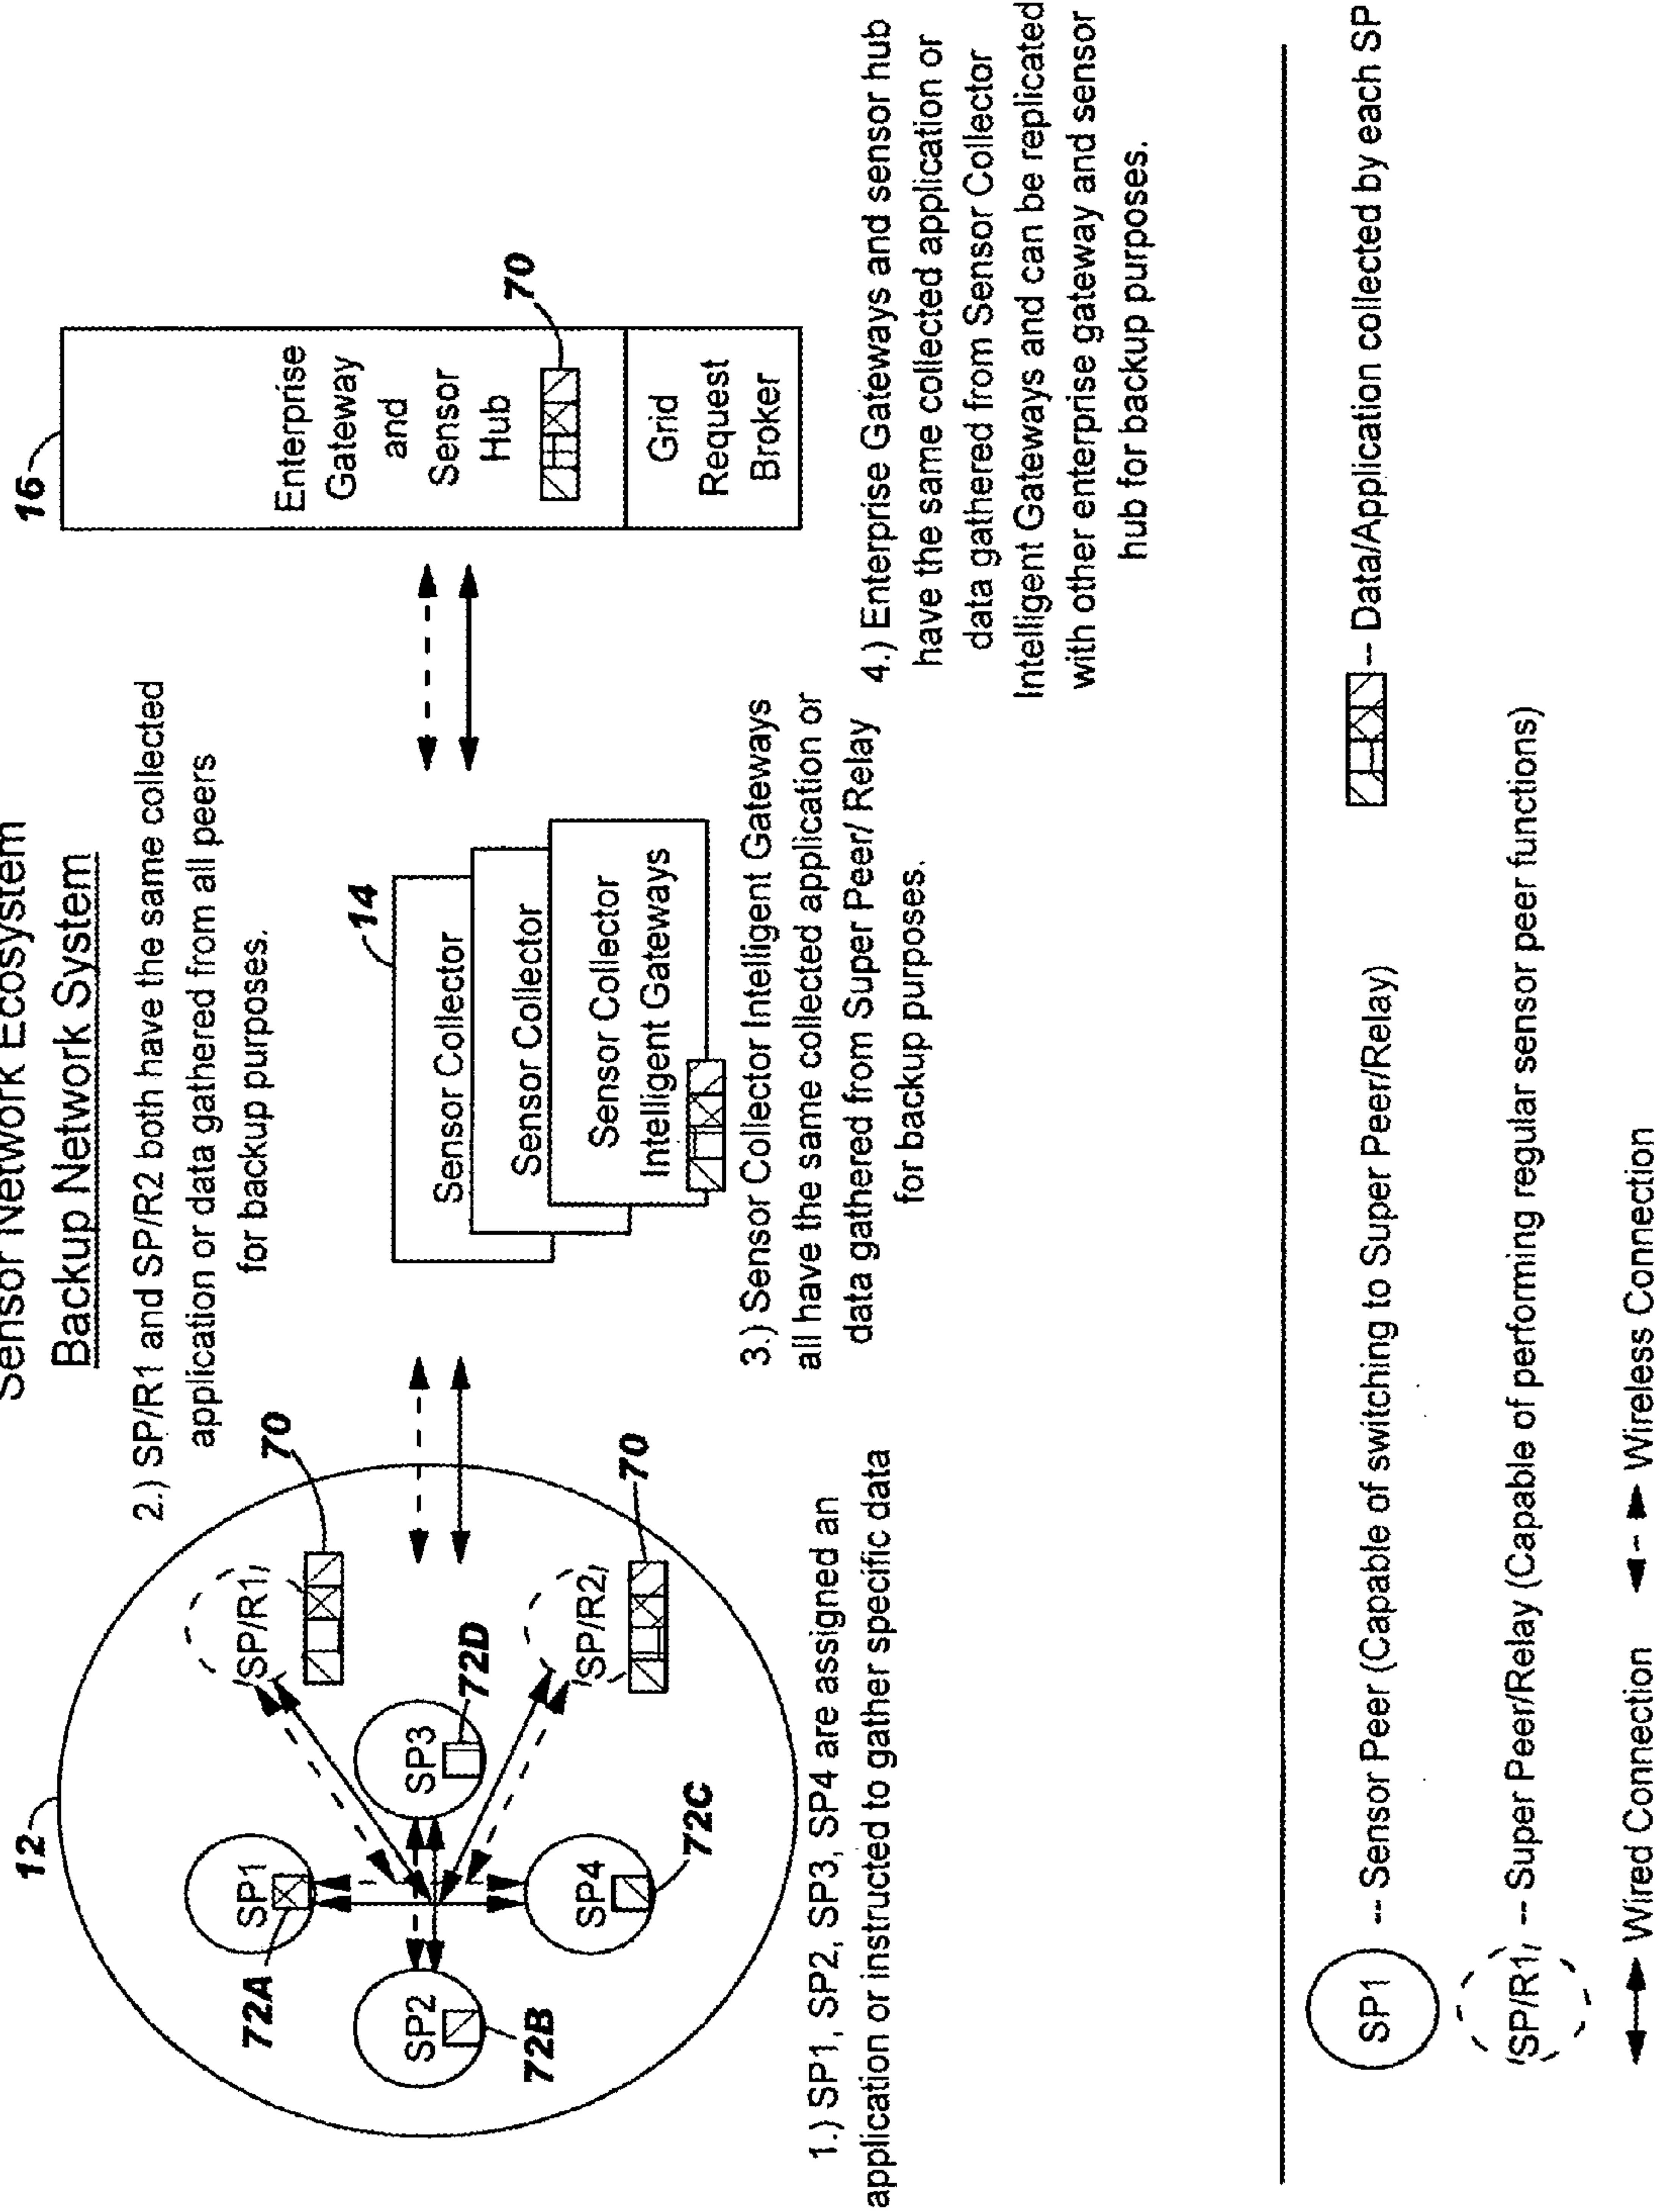 Sensor Network Ecosystem
Backup Network System
2.) SP/R1 and SP/R2 both have the same collected
application or data gathered from all peers
for backup purposes.
12
SP1
72A
SP2
72B
SP3
72D
SP4
72C
SP/R1
70
SP/R2
70
14
Sensor Collector
Sensor Collector
Sensor Collector
Intelligent Gateways
16
Enterprise
Gateway
and
Sensor
Hub
70
Grid
Request
Broker
1.) SP1, SP2, SP3, SP4 are assigned an
application or instructed to gather specific data
3.) Sensor Collector Intelligent Gateways
all have the same collected application or
data gathered from Super Peer/ Relay
for backup purposes.
4.) Enterprise Gateways and sensor hub
have the same collected application or
data gathered from Sensor Collector
Intelligent Gateways and can be replicated
with other enterprise gateway and sensor
hub for backup purposes.
SP1 -- Sensor Peer (Capable of switching to Super Peer/Relay)
-- Data/Application collected by each SP
SP/R1 -- Super Peer/Relay (Capable of performing regular sensor peer functions)
Wired Connection
Wireless Connection